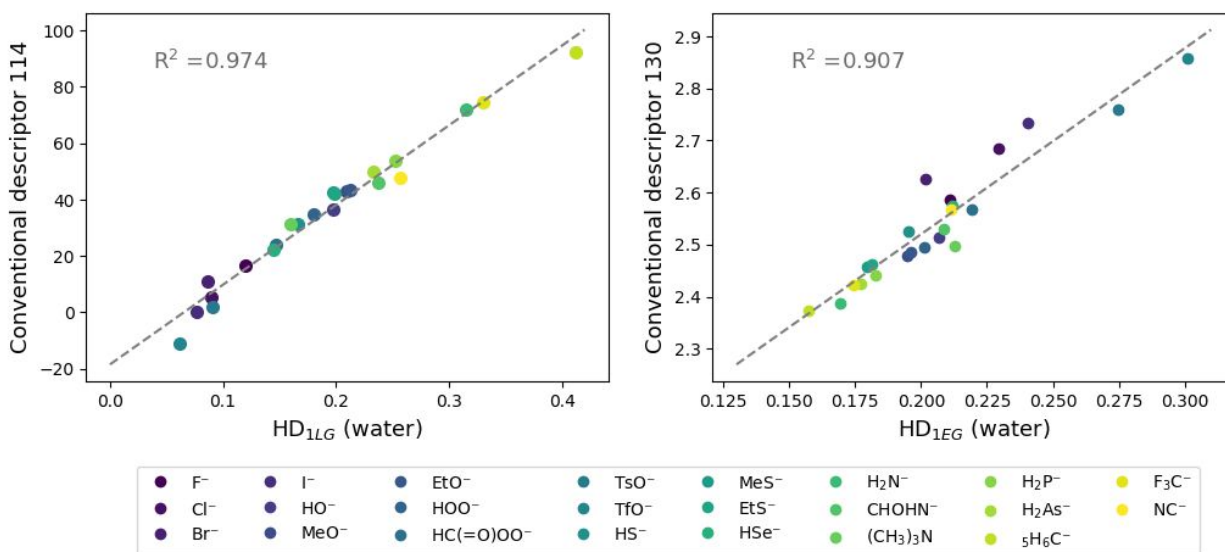 100
80
60
40
20
0
−20
Conventional descriptor 114
R² =0.974
0.0 0.1 0.2 0.3 0.4
HD₁LG (water)
2.9
2.8
2.7
2.6
2.5
2.4
2.3
Conventional descriptor 130
R² =0.907
0.125 0.150 0.175 0.200 0.225 0.250 0.275 0.300
HD₁EG (water)
F⁻ I⁻ EtO⁻ TsO⁻ MeS⁻ H₂N⁻ H₂P⁻ F₃C⁻
Cl⁻ HO⁻ HOO⁻ TfO⁻ EtS⁻ CHOHN⁻ H₂As⁻ NC⁻
Br⁻ MeO⁻ HC(=O)OO⁻ HS⁻ HSe⁻ (CH₃)₃N ₅H₆C⁻